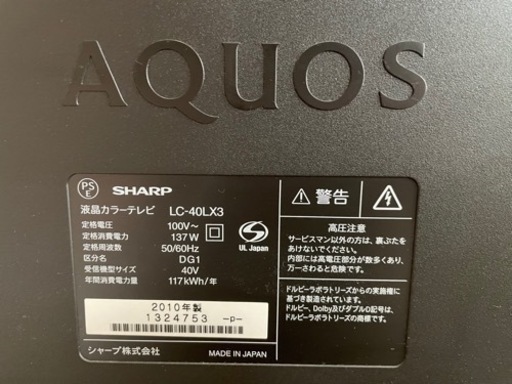 AQUOS
PSE
SHARP
液晶カラーテレビ LC-40LX3
定格電圧 100V~
定格消費電力 137W
定格周波数 50/60Hz
区分名 DG1
受信機型サイズ 40V
年間消費電力量 117kWh/年
UL Japan
2010年製
1324753 -p-
シャープ株式会社 MADE IN JAPAN
警告
高圧注意
サービスマン以外の方は、裏ぶたを
あけないでください。
内部には高電圧部分が数多くあり、
万一さわると危険です。
ドルビーラボラトリーズからの実施権に
基づき製造されています。
ドルビー、Dolby及びダブルD記号は、
ドルビーラボラトリーズの商標です。